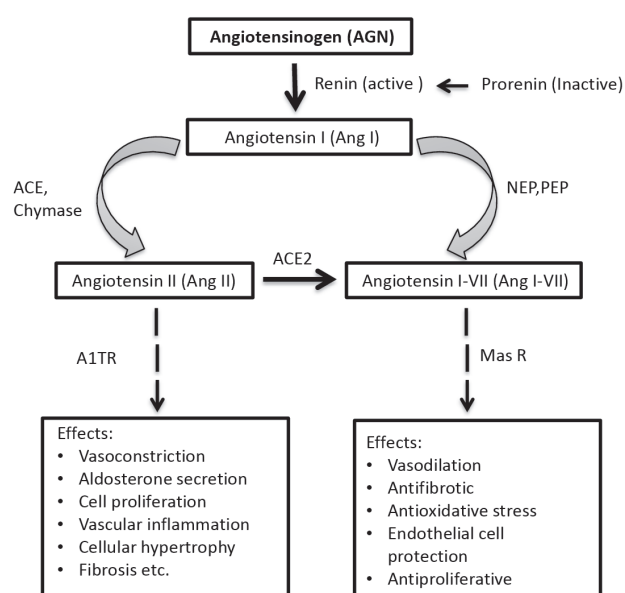 Angiotensinogen (AGN)
Renin (active )
Prorenin (Inactive)
Angiotensin I (Ang I)
ACE,
Chymase
NEP,PEP
ACE2
Angiotensin II (Ang II)
Angiotensin I-VII (Ang I-VII)
A1TR
Mas R
Effects:
• Vasoconstriction
• Aldosterone secretion
• Cell proliferation
• Vascular inflammation
• Cellular hypertrophy
• Fibrosis etc.
Effects:
• Vasodilation
• Antifibrotic
• Antioxidative stress
• Endothelial cell
protection
• Antiproliferative